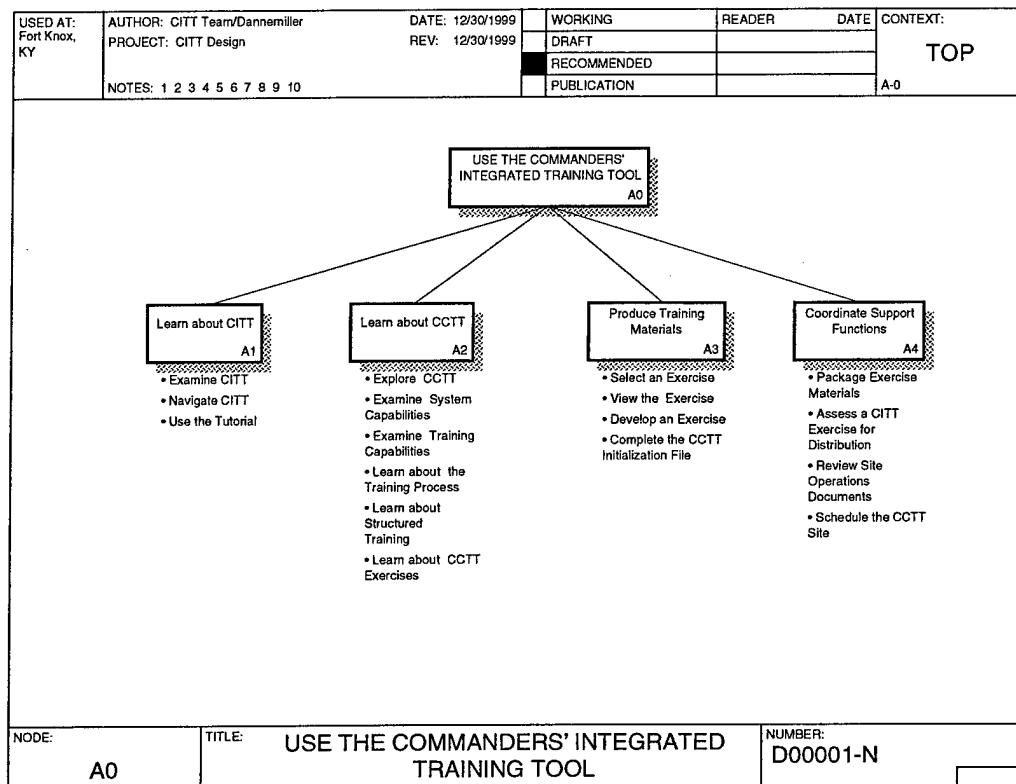 USED AT:
Fort Knox,
KY
AUTHOR: CITT Team/Dannemiller
DATE: 12/30/1999
PROJECT: CITT Design
REV: 12/30/1999
NOTES: 1 2 3 4 5 6 7 8 9 10
WORKING
DRAFT
RECOMMENDED
PUBLICATION
READER DATE
CONTEXT:
TOP
A-0
USE THE COMMANDERS'
INTEGRATED TRAINING TOOL
A0
Learn about CITT
A1
• Examine CITT
• Navigate CITT
• Use the Tutorial
Learn about CCTT
A2
• Explore CCTT
• Examine System
Capabilities
• Examine Training
Capabilities
• Learn about the
Training Process
• Learn about
Structured
Training
• Learn about CCTT
Exercises
Produce Training
Materials
A3
• Select an Exercise
• View the Exercise
• Develop an Exercise
• Complete the CCTT
Initialization File
Coordinate Support
Functions
A4
• Package Exercise
Materials
• Assess a CITT
Exercise for
Distribution
• Review Site
Operations
Documents
• Schedule the CCTT
Site
NODE:
A0
TITLE:
USE THE COMMANDERS' INTEGRATED
TRAINING TOOL
NUMBER:
D00001-N